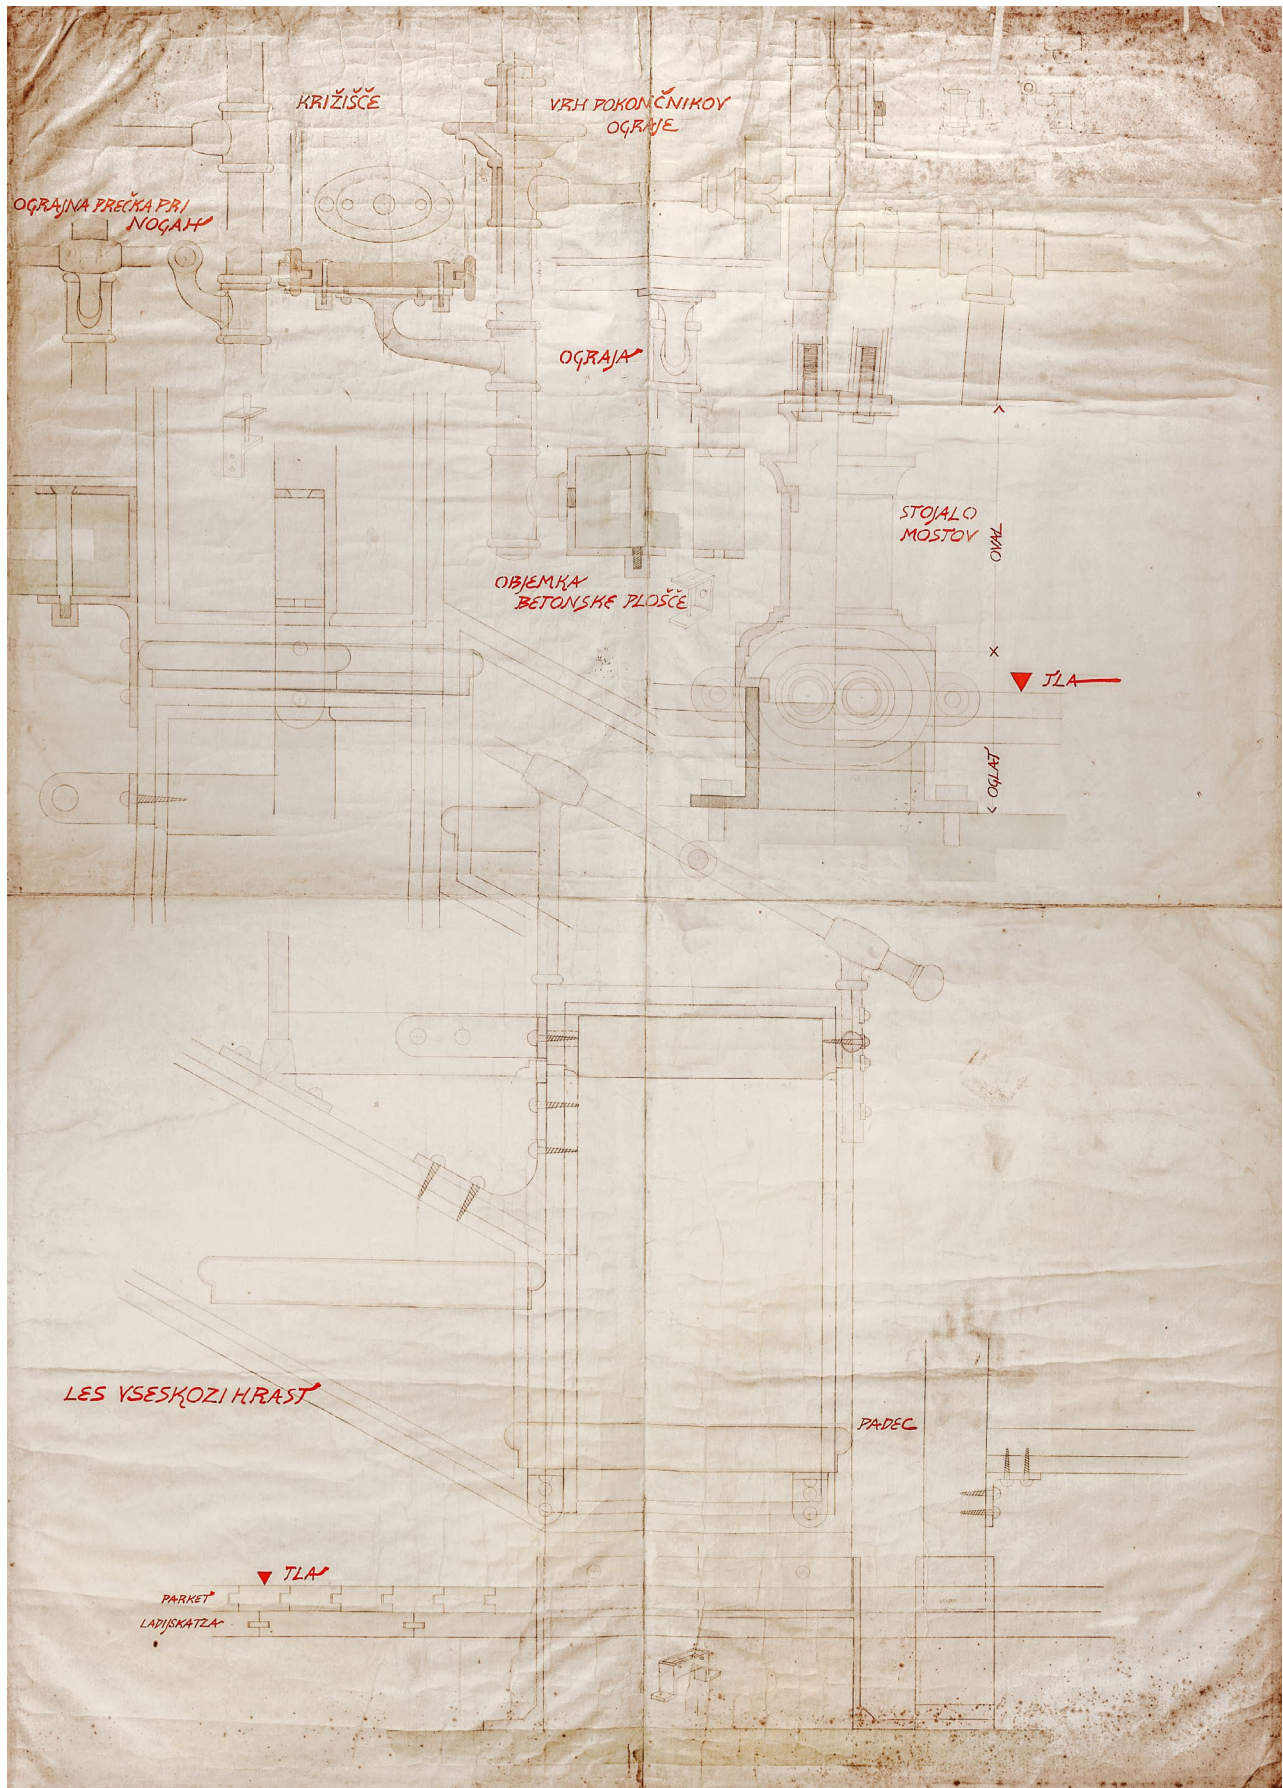 KRIŽIŠČE
VRH POKONČNIKOV
OGRAJE
OGRAJNA PREČKA PRI
NOGAH
OGRAJA
STOJALO
MOSTOV
OVAL
OBJEMKA
BETONSKE PLOŠČE
TLA
OGLAT
LES VSESKOZI HRAST
PADEC
TLA
PARKET
LADIJSKA TLA